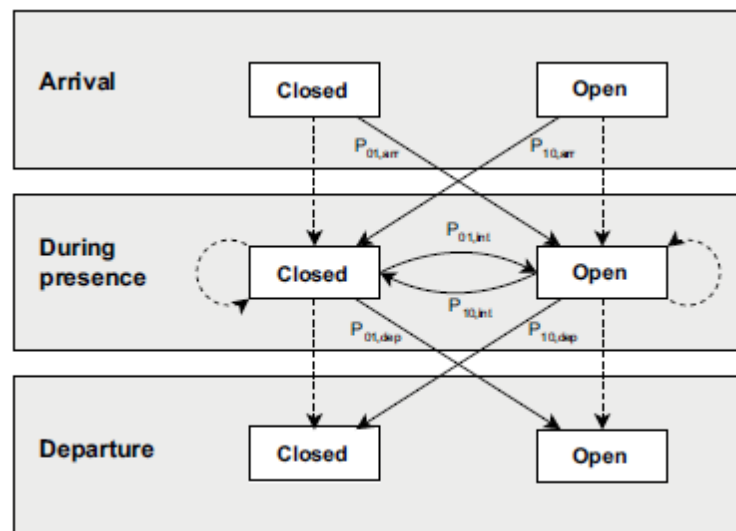 Arrival
Closed
Open
P01,arr
P10,arr
During
presence
Closed
Open
P01,int
P10,int
P01,dep
P10,dep
Departure
Closed
Open